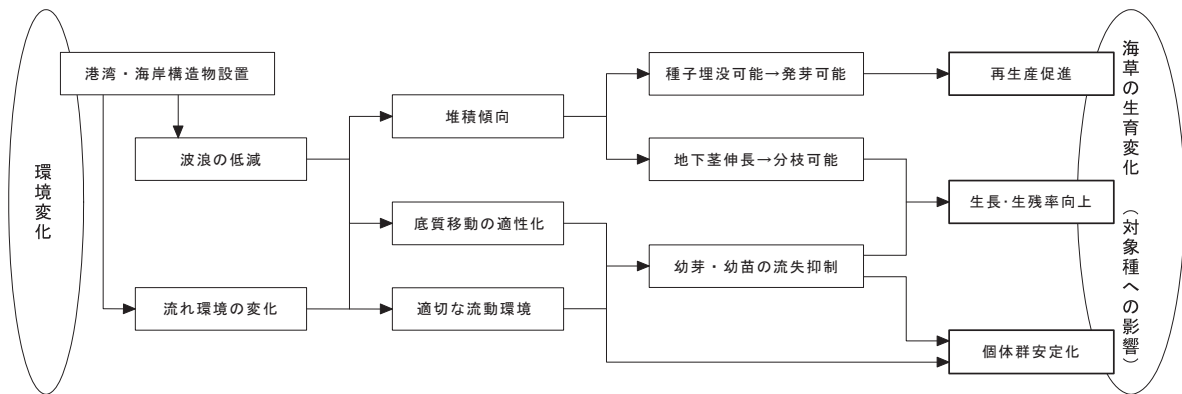 環境変化
港湾・海岸構造物設置
波浪の低減
流れ環境の変化
堆積傾向
底質移動の適性化
適切な流動環境
種子埋没可能→発芽可能
地下茎伸長→分枝可能
幼芽・幼苗の流失抑制
再生産促進
生長・生残率向上
個体群安定化
海草の生育変化（対象種への影響）